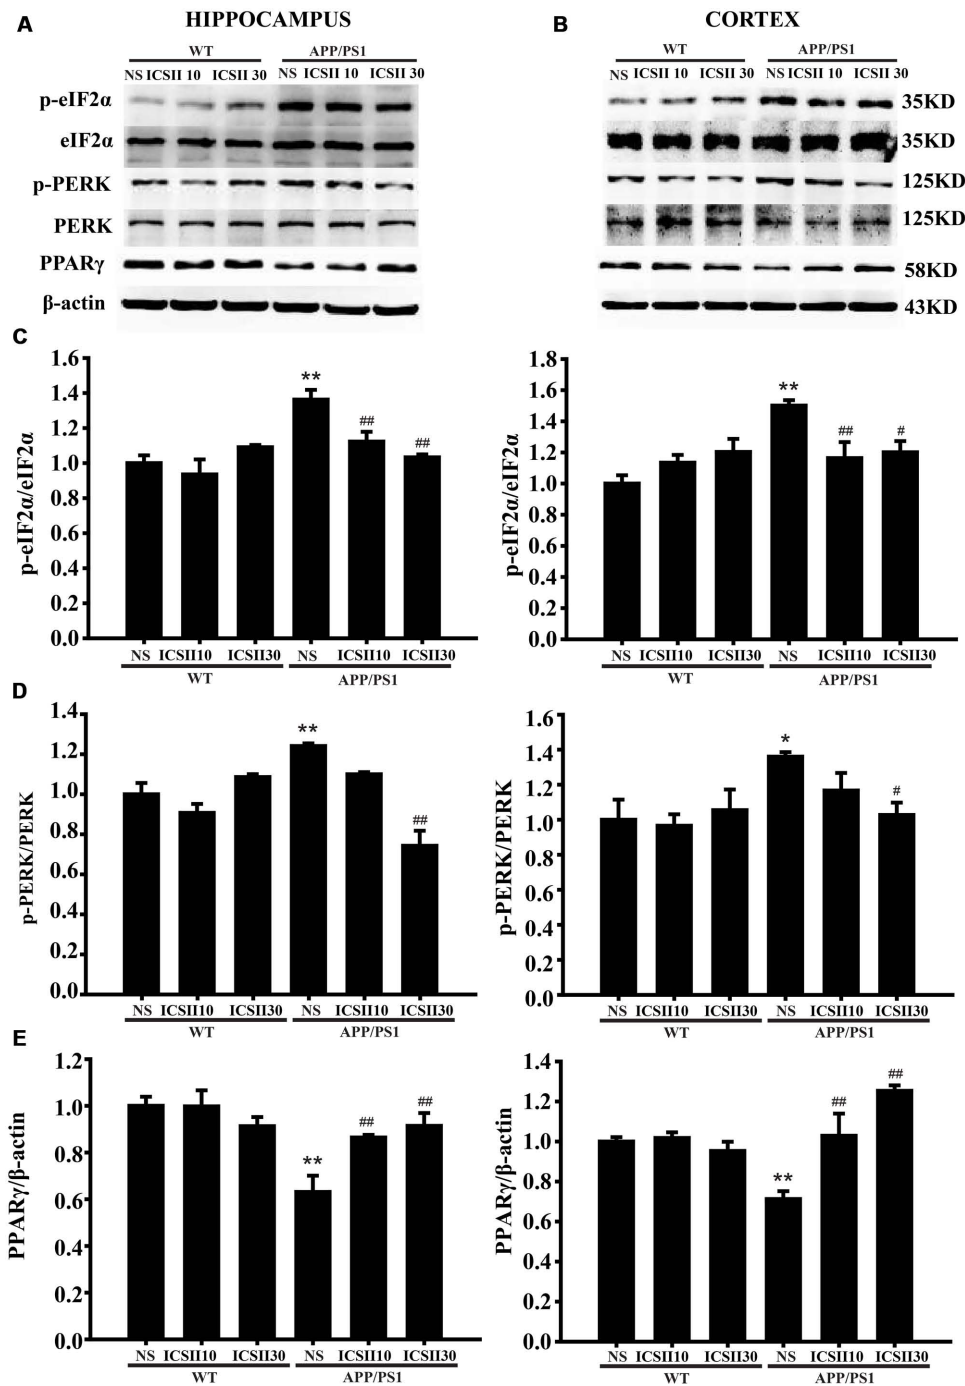 A HIPPOCAMPUS
WT APP/PS1
NS ICSII 10 ICSII 30 NS ICSII 10 ICSII 30
p-eIF2α
eIF2α
p-PERK
PERK
PPARγ
β-actin
B CORTEX
WT APP/PS1
NS ICSII 10 ICSII 30 NS ICSII 10 ICSII 30
35KD
35KD
125KD
125KD
58KD
43KD
C
p-eIF2α/eIF2α
1.6
1.4
1.2
1.0
0.8
0.6
0.4
0.2
0.0
**
##
##
NS ICSII10 ICSII30 NS ICSII10 ICSII30
WT APP/PS1
p-eIF2α/eIF2α
1.8
1.6
1.4
1.2
1.0
0.8
0.6
0.4
0.2
0.0
**
##
#
NS ICSII10 ICSII30 NS ICSII10 ICSII30
WT APP/PS1
D
p-PERK/PERK
1.4
1.2
1.0
0.8
0.6
0.4
0.2
0.0
**
##
NS ICSII10 ICSII30 NS ICSII10 ICSII30
WT APP/PS1
p-PERK/PERK
1.6
1.4
1.2
1.0
0.8
0.6
0.4
0.2
0.0
*
#
NS ICSII10 ICSII30 NS ICSII10 ICSII30
WT APP/PS1
E
PPARγ/β-actin
1.2
1.0
0.8
0.6
0.4
0.2
0.0
**
##
##
NS ICSII10 ICSII30 NS ICSII10 ICSII30
WT APP/PS1
PPARγ/β-actin
1.4
1.2
1.0
0.8
0.6
0.4
0.2
0.0
**
##
##
NS ICSII10 ICSII30 NS ICSII10 ICSII30
WT APP/PS1